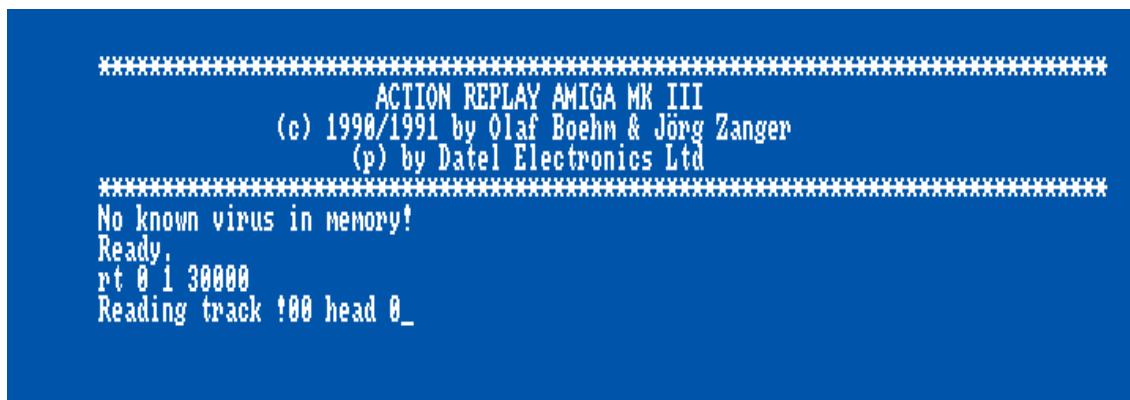 *******************************************************************************
ACTION REPLAY AMIGA MK III
(c) 1990/1991 by Olaf Boehm & Jörg Zanger
(p) by Datel Electronics Ltd
*******************************************************************************
No known virus in memory!
Ready.
rt 0 1 30000
Reading track !00 head 0_